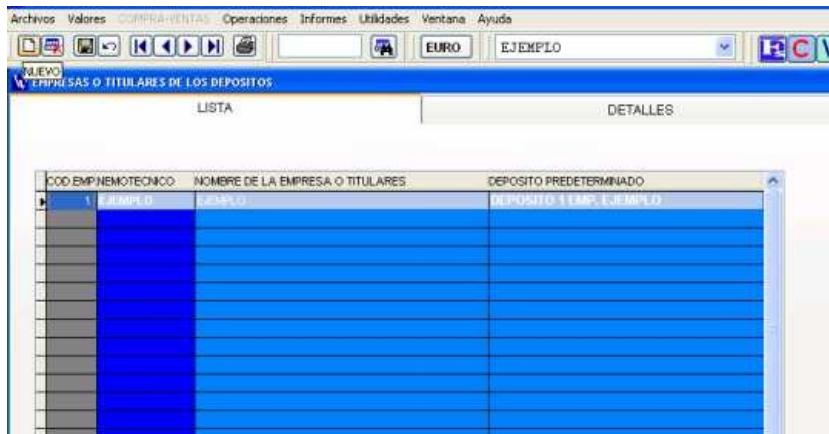 Archivos Valores COMPRA-VENTAS Operaciones Informes Utilidades Ventana Ayuda
EURO EJEMPLO
NUEVO
EMPRESAS O TITULARES DE LOS DEPOSITOS
LISTA DETALLES
COD.EMP NEMOTECNICO NOMBRE DE LA EMPRESA O TITULARES DEPOSITO PREDETERMINADO
1 EJEMPLO EJEMPLO DEPOSITO 1 EMP. EJEMPLO